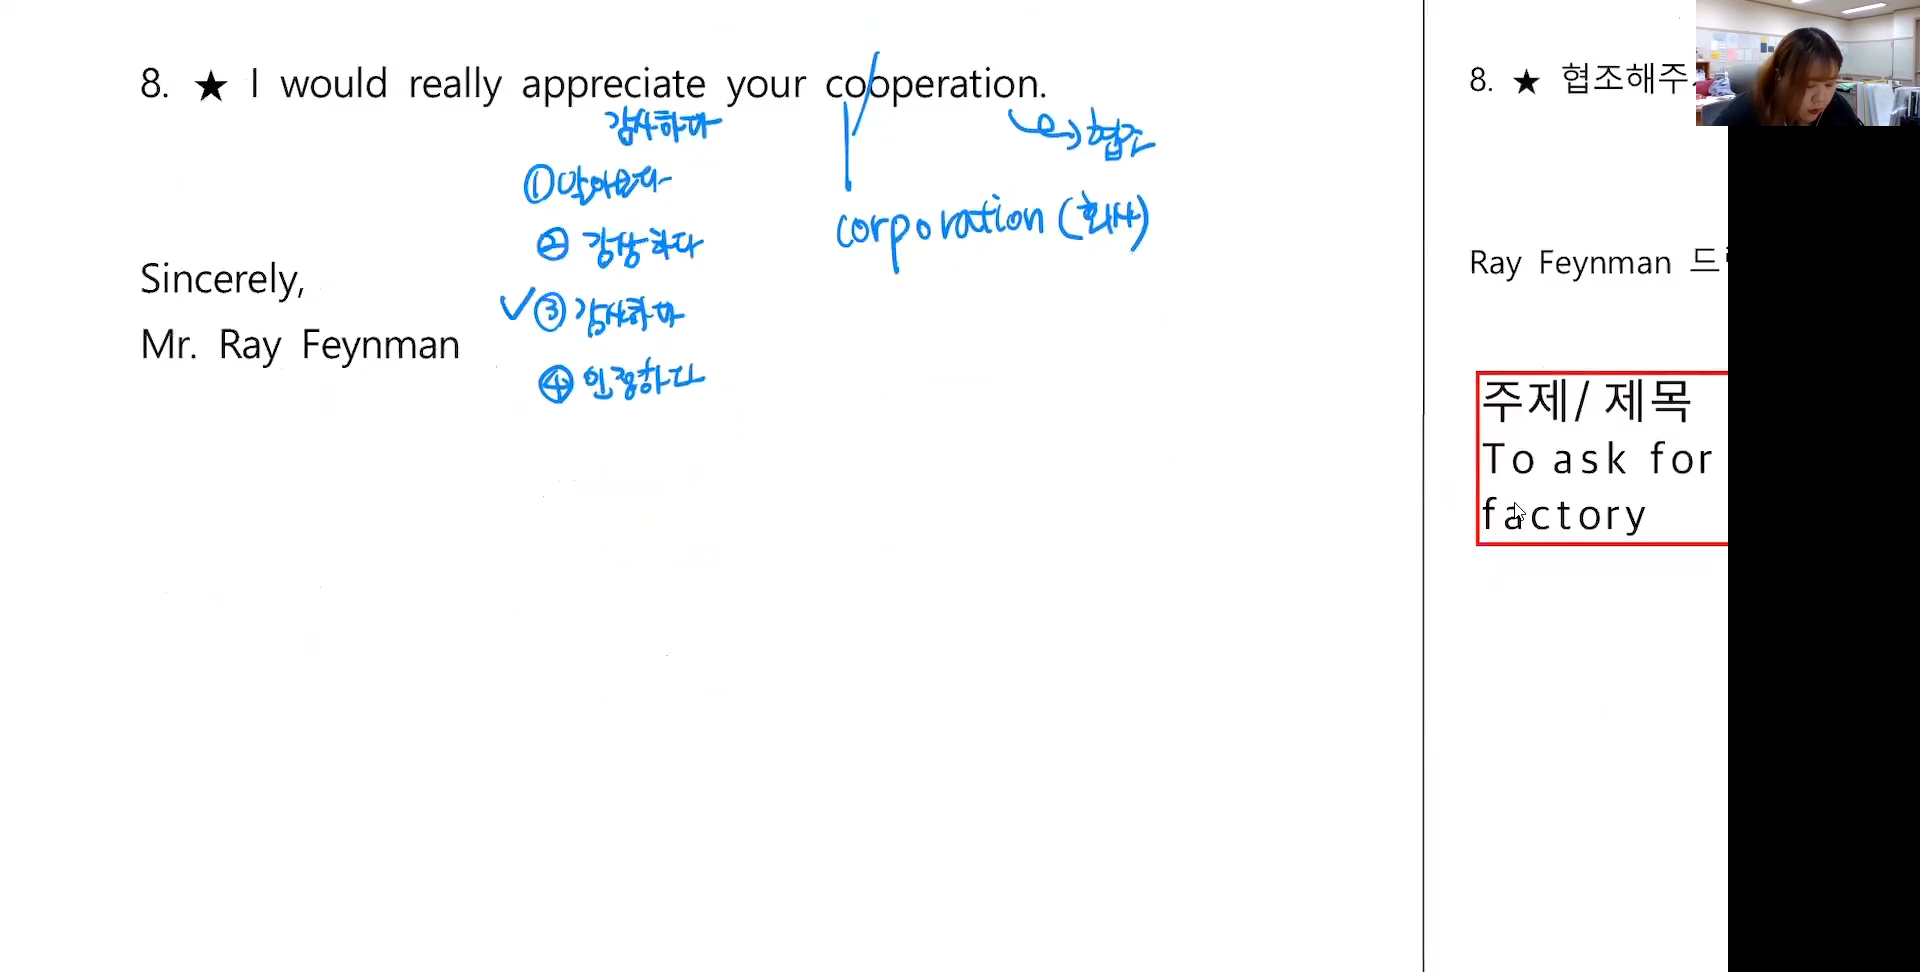 8. ★ I would really appreciate your cooperation.
감사하다
협조
① 알아보다
corporation (회사)
② 감상하다
Sincerely,
✓③ 감사하다
Mr. Ray Feynman
④ 인정하다
8. ★ 협조해주
Ray Feynman 드
주제/ 제목
To ask for
factory